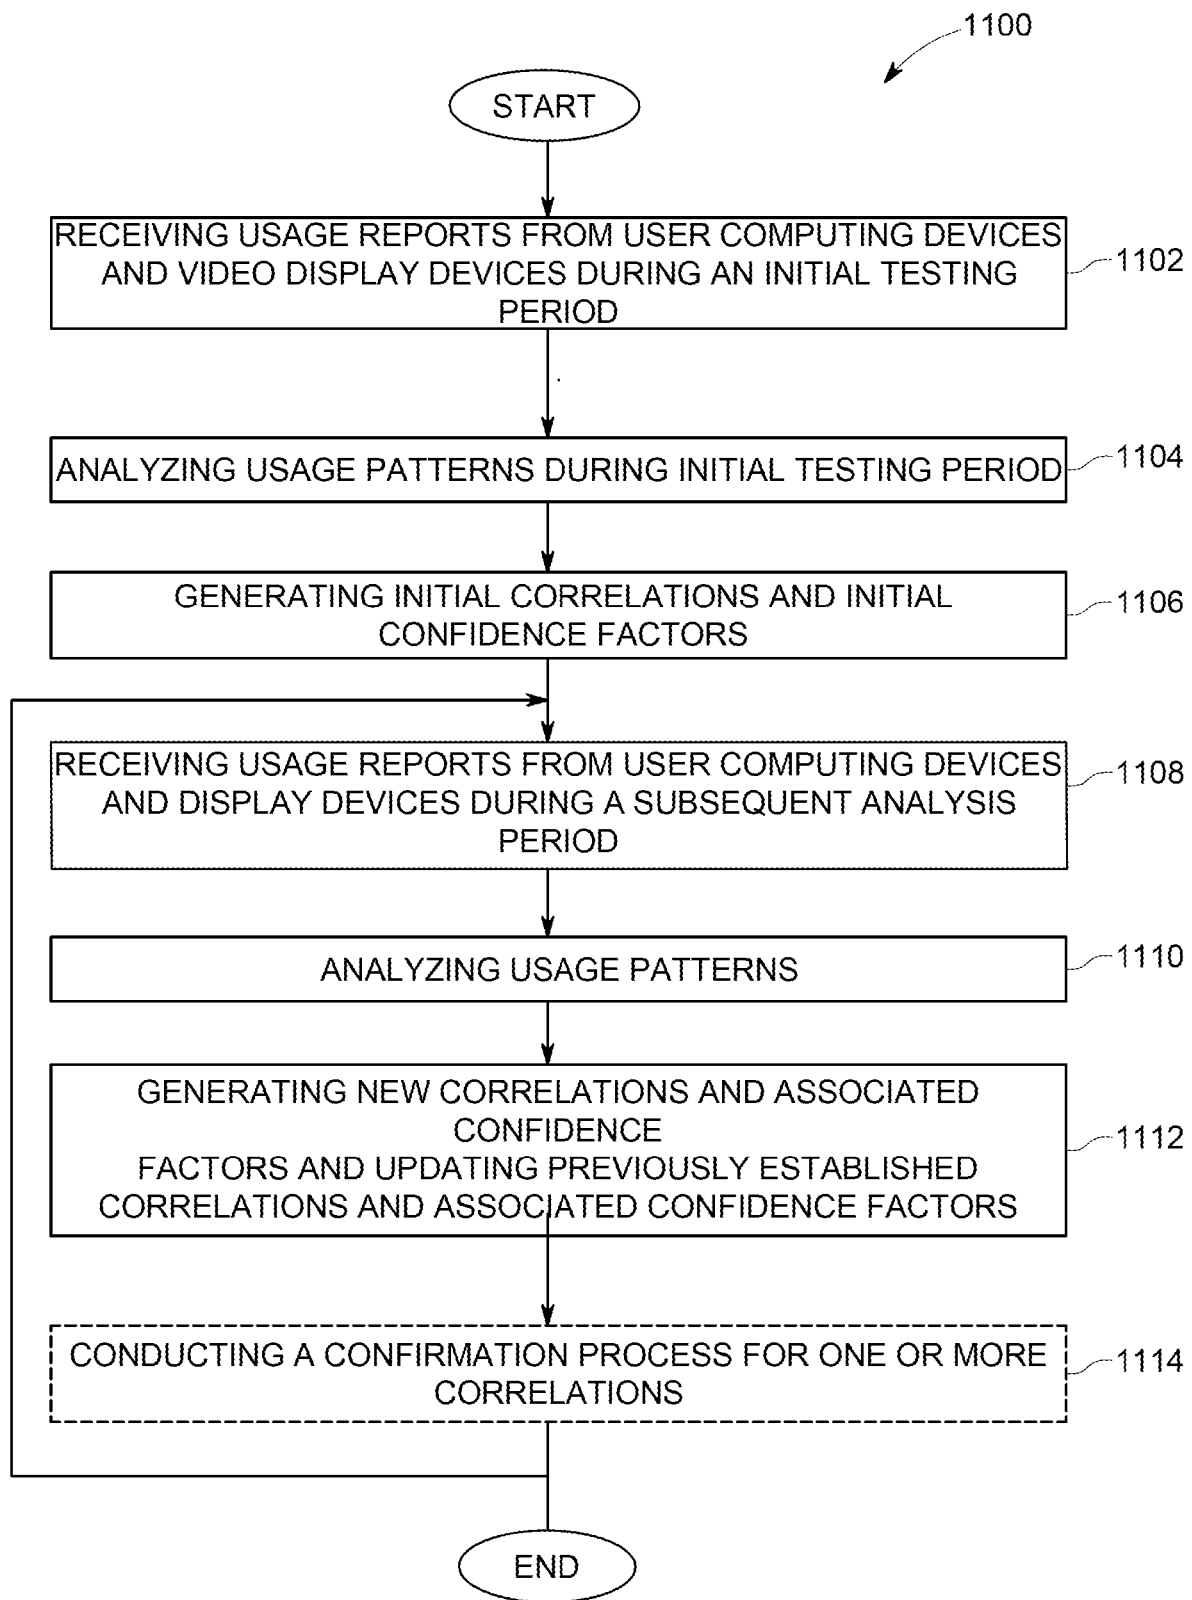 1100
START
RECEIVING USAGE REPORTS FROM USER COMPUTING DEVICES
AND VIDEO DISPLAY DEVICES DURING AN INITIAL TESTING
PERIOD
1102
ANALYZING USAGE PATTERNS DURING INITIAL TESTING PERIOD
1104
GENERATING INITIAL CORRELATIONS AND INITIAL
CONFIDENCE FACTORS
1106
RECEIVING USAGE REPORTS FROM USER COMPUTING DEVICES
AND DISPLAY DEVICES DURING A SUBSEQUENT ANALYSIS
PERIOD
1108
ANALYZING USAGE PATTERNS
1110
GENERATING NEW CORRELATIONS AND ASSOCIATED
CONFIDENCE
FACTORS AND UPDATING PREVIOUSLY ESTABLISHED
CORRELATIONS AND ASSOCIATED CONFIDENCE FACTORS
1112
CONDUCTING A CONFIRMATION PROCESS FOR ONE OR MORE
CORRELATIONS
1114
END